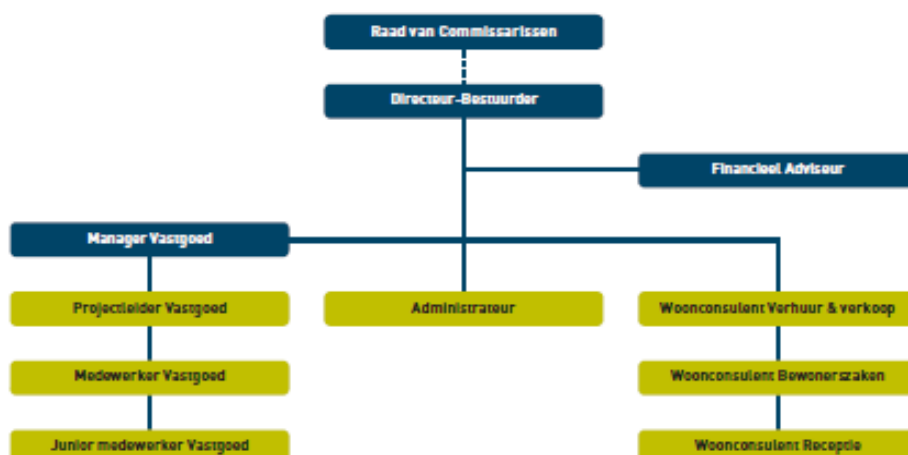 Raad van Commissarissen
Directeur-Bestuurder
Financieel Adviseur
Manager Vastgoed
Projectleider Vastgoed
Administrateur
Woonconsulent Verhuur & verkoop
Medewerker Vastgoed
Woonconsulent Bewonerszaken
Junior medewerker Vastgoed
Woonconsulent Receptie